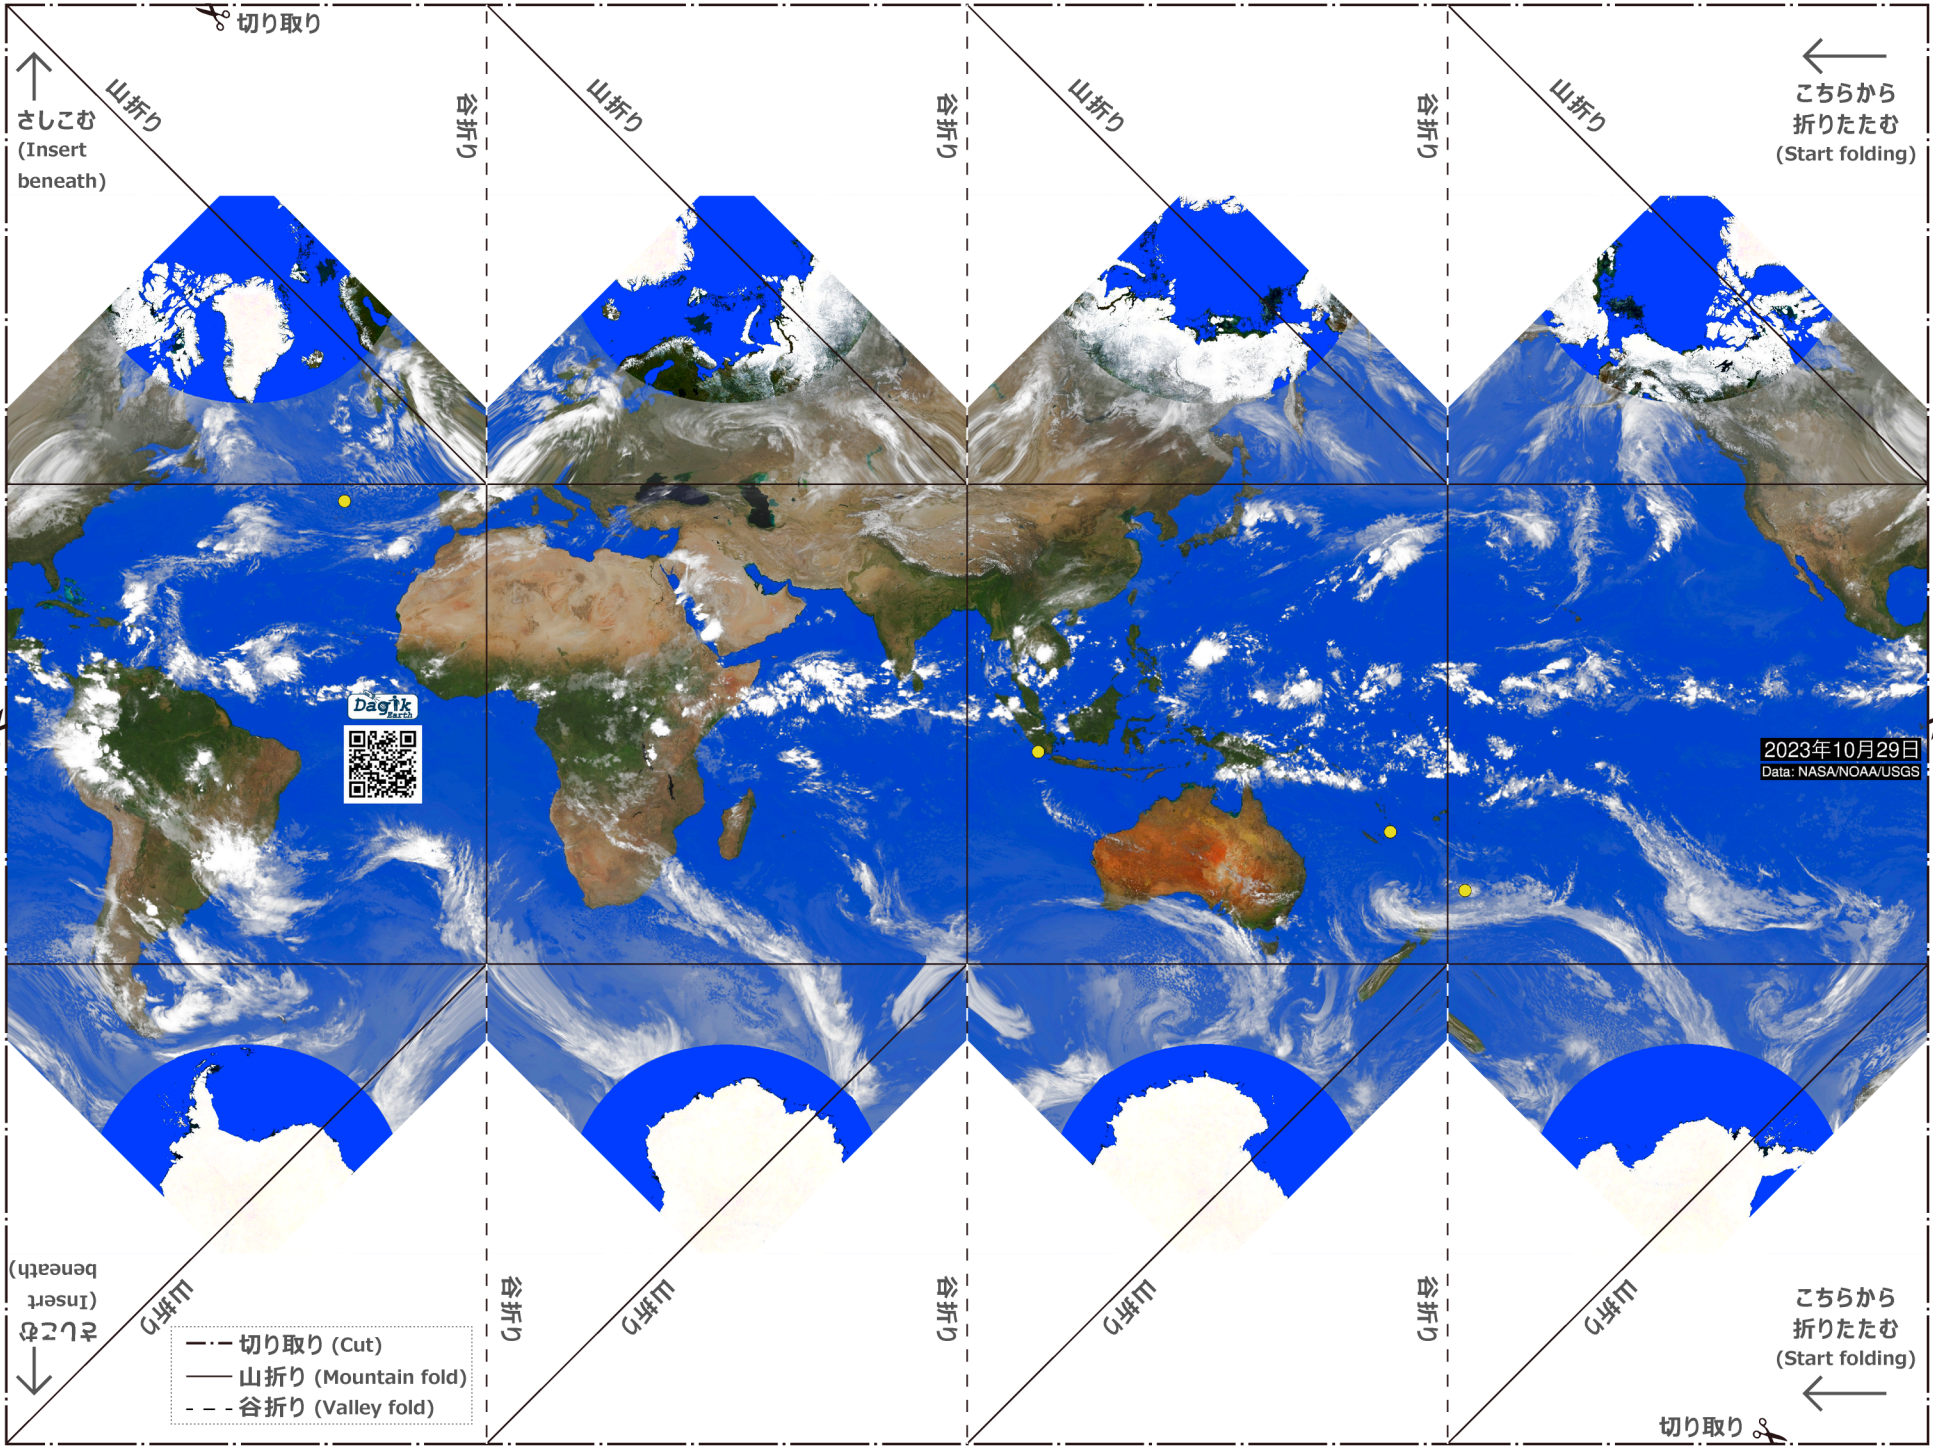 切り取り
山折り
谷折り
山折り
谷折り
山折り
谷折り
山折り
さしこむ
(Insert
beneath)
こちらから
折りたたむ
(Start folding)
Dagik
Earth
2023年10月29日
Data: NASA/NOAA/USGS
さしこむ
(Insert
beneath)
山折り
谷折り
山折り
谷折り
山折り
谷折り
山折り
こちらから
折りたたむ
(Start folding)
切り取り (Cut)
山折り (Mountain fold)
谷折り (Valley fold)
切り取り